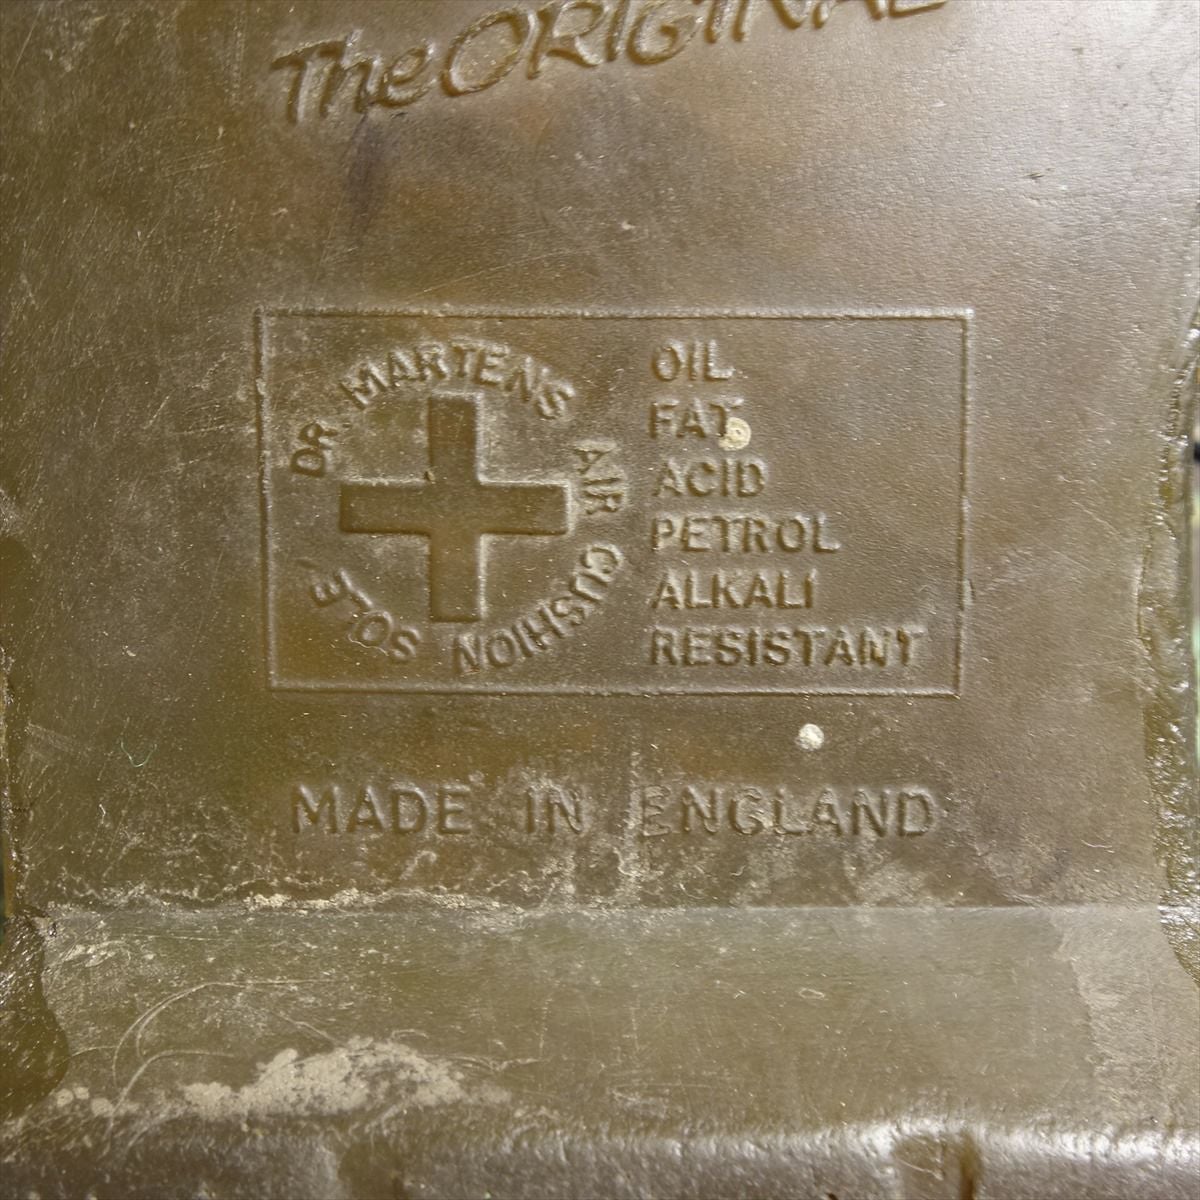 The ORIGINAL
DR. MARTENS AIR CUSHION SOLE
OIL
FAT
ACID
PETROL
ALKALI
RESISTANT
MADE IN ENGLAND